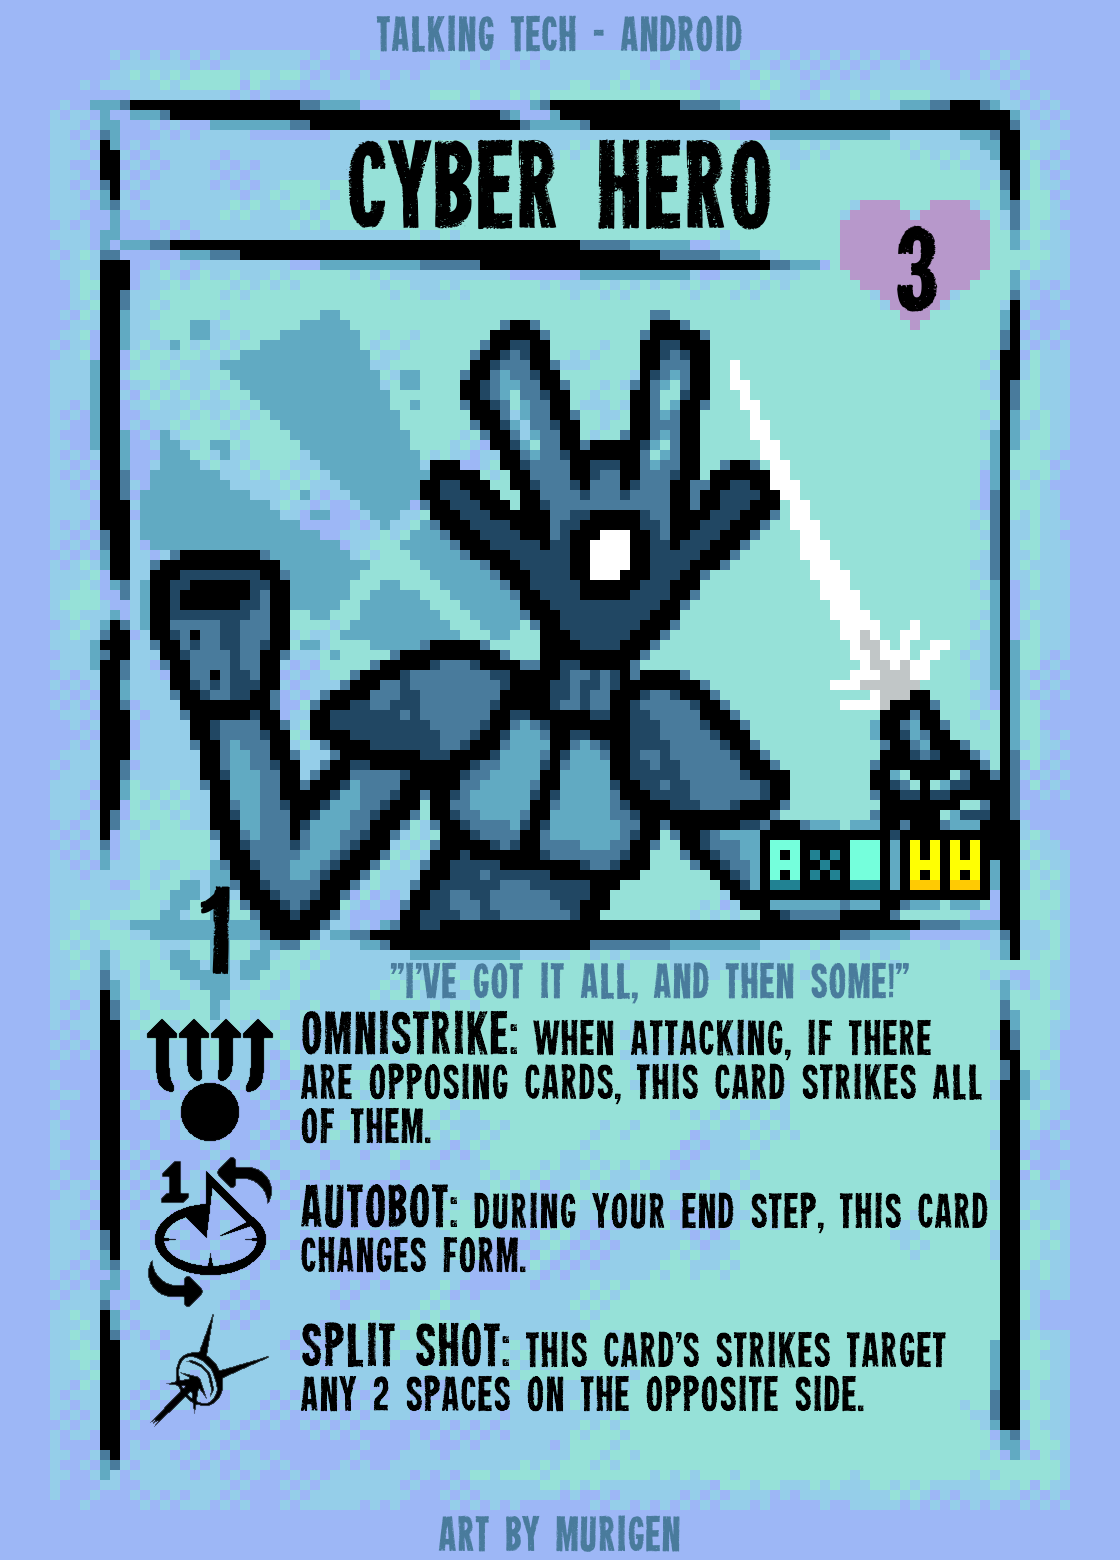 TALKING TECH - ANDROID
CYBER HERO
3
1
"I'VE GOT IT ALL, AND THEN SOME!"
OMNISTRIKE: WHEN ATTACKING, IF THERE
ARE OPPOSING CARDS, THIS CARD STRIKES ALL
OF THEM.
1
AUTOBOT: DURING YOUR END STEP, THIS CARD
CHANGES FORM.
SPLIT SHOT: THIS CARD'S STRIKES TARGET
ANY 2 SPACES ON THE OPPOSITE SIDE.
ART BY MURIGEN